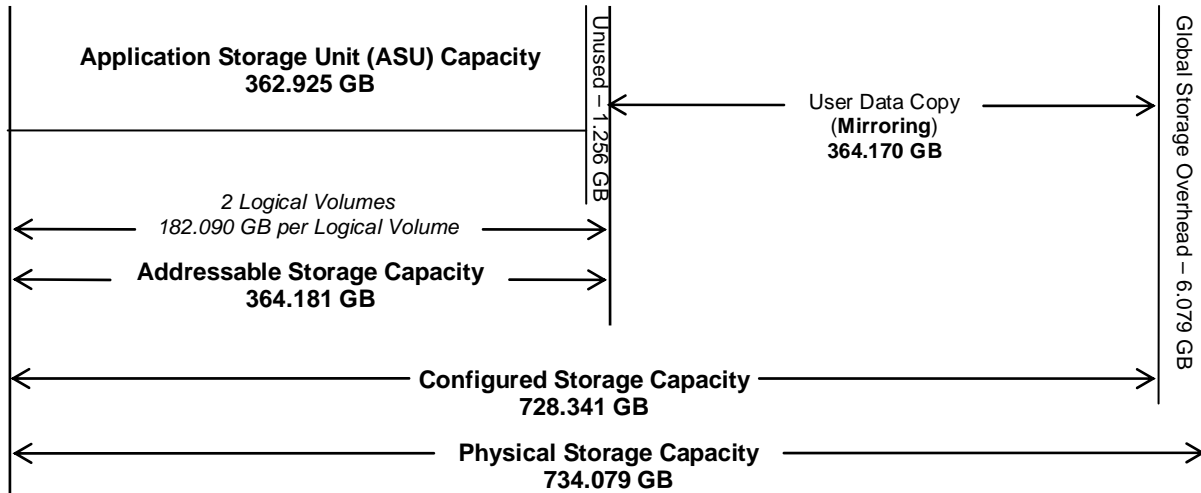 Application Storage Unit (ASU) Capacity
362.925 GB
Unused – 1.256 GB
User Data Copy
(Mirroring)
364.170 GB
Global Storage Overhead – 6.079 GB
2 Logical Volumes
182.090 GB per Logical Volume
Addressable Storage Capacity
364.181 GB
Configured Storage Capacity
728.341 GB
Physical Storage Capacity
734.079 GB